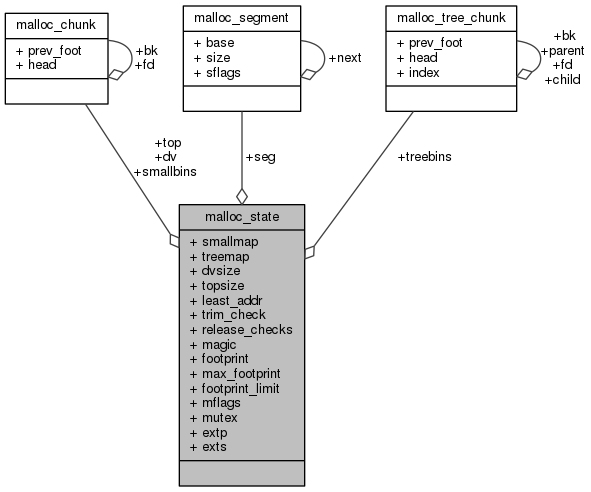 malloc_chunk
+ prev_foot
+ head
+bk
+fd
malloc_segment
+ base
+ size
+ sflags
+next
malloc_tree_chunk
+ prev_foot
+ head
+ index
+bk
+parent
+fd
+child
+top
+dv
+smallbins
+seg
+treebins
malloc_state
+ smallmap
+ treemap
+ dvsize
+ topsize
+ least_addr
+ trim_check
+ release_checks
+ magic
+ footprint
+ max_footprint
+ footprint_limit
+ mflags
+ mutex
+ extp
+ exts